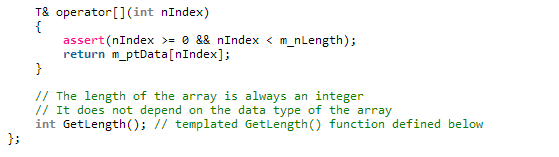 T& operator[](int nIndex)
{
assert(nIndex >= 0 && nIndex < m_nLength);
return m_ptData[nIndex];
}
// The length of the array is always an integer
// It does not depend on the data type of the array
int GetLength(); // templated GetLength() function defined below
};